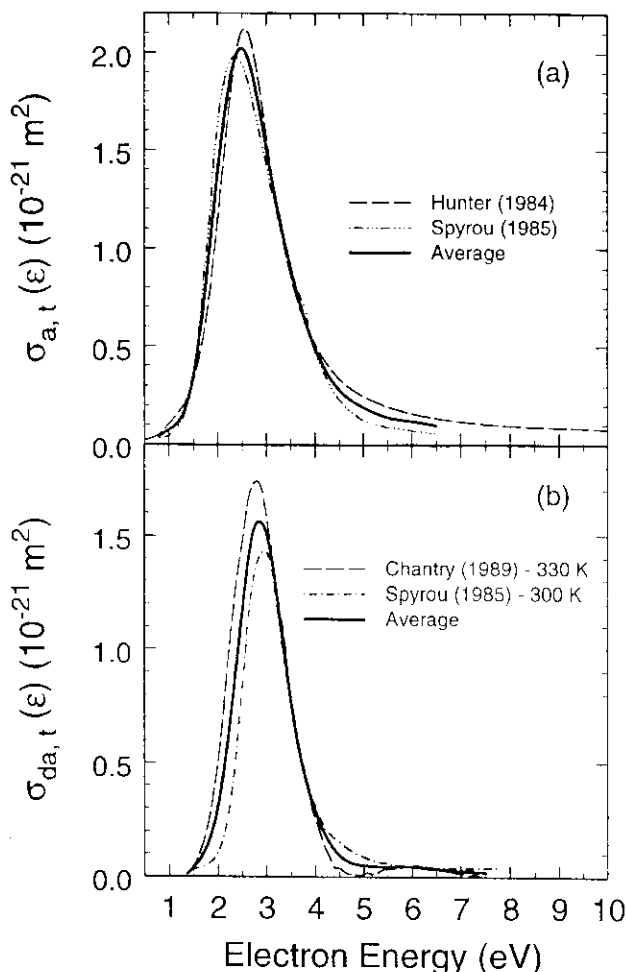 (a)
σa, t (ε) (10⁻²¹ m²)
2.0
1.5
1.0
0.5
0.0
Hunter (1984)
Spyrou (1985)
Average
(b)
σda, t (ε) (10⁻²¹ m²)
1.5
1.0
0.5
0.0
Chantry (1989) - 330 K
Spyrou (1985) - 300 K
Average
1 2 3 4 5 6 7 8 9 10
Electron Energy (eV)